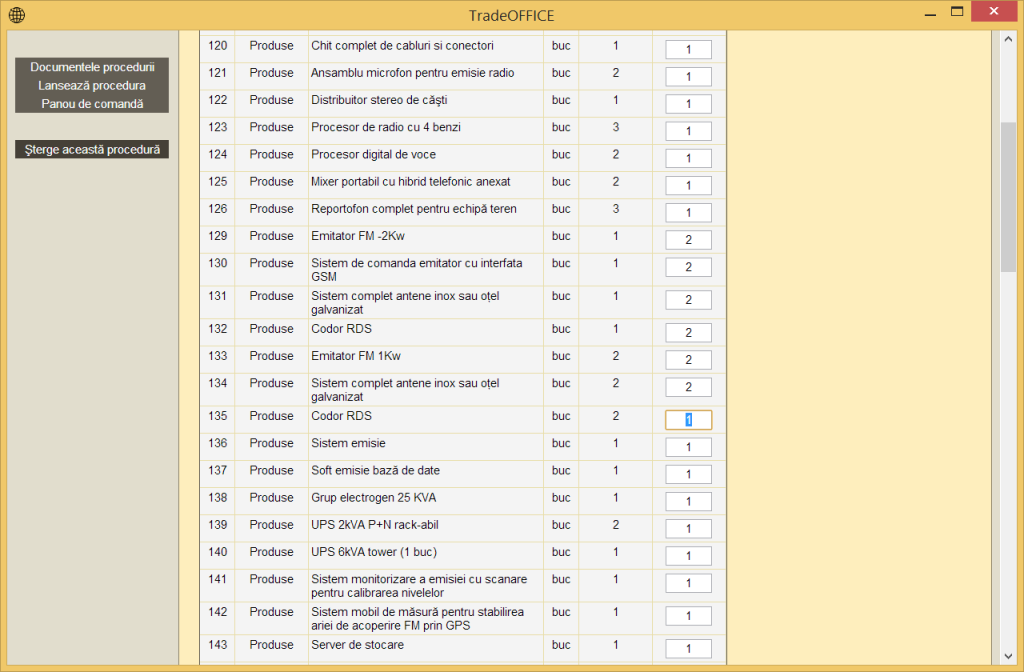 TradeOFFICE
Documentele procedurii
Lansează procedura
Panou de comandă
Șterge această procedură
120 Produse Chit complet de cabluri si conectori buc 1 1
121 Produse Ansamblu microfon pentru emisie radio buc 2 1
122 Produse Distribuitor stereo de căşti buc 1 1
123 Produse Procesor de radio cu 4 benzi buc 3 1
124 Produse Procesor digital de voce buc 2 1
125 Produse Mixer portabil cu hibrid telefonic anexat buc 2 1
126 Produse Reportofon complet pentru echipă teren buc 3 1
129 Produse Emitator FM -2Kw buc 1 2
130 Produse Sistem de comanda emitator cu interfata buc 1 2
GSM
131 Produse Sistem complet antene inox sau oțel buc 1 2
galvanizat
132 Produse Codor RDS buc 1 2
133 Produse Emitator FM 1Kw buc 2 2
134 Produse Sistem complet antene inox sau oțel buc 2 2
galvanizat
135 Produse Codor RDS buc 2 1
136 Produse Sistem emisie buc 1 1
137 Produse Soft emisie bază de date buc 1 1
138 Produse Grup electrogen 25 KVA buc 1 1
139 Produse UPS 2kVA P+N rack-abil buc 2 1
140 Produse UPS 6kVA tower (1 buc) buc 1 1
141 Produse Sistem monitorizare a emisiei cu scanare buc 1 1
pentru calibrarea nivelelor
142 Produse Sistem mobil de măsură pentru stabilirea buc 1 1
ariei de acoperire FM prin GPS
143 Produse Server de stocare buc 1 1